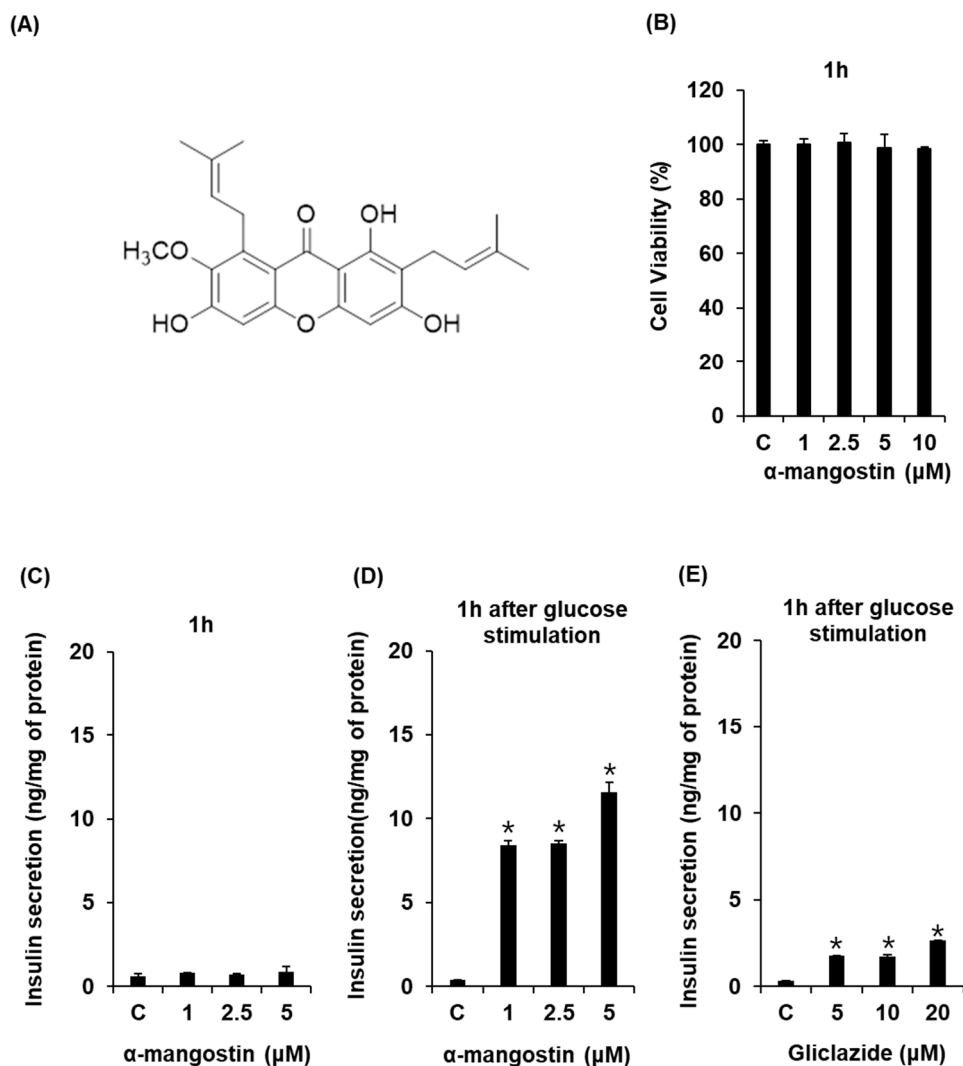 (A)
O
OH
H3CO
HO
O
OH
(B)
1h
Cell Viability (%)
120
100
80
60
40
20
0
C 1 2.5 5 10
α-mangostin (µM)
(C)
1h
Insulin secretion (ng/mg of protein)
20
15
10
5
0
C 1 2.5 5
α-mangostin (µM)
(D)
1h after glucose
stimulation
Insulin secretion(ng/mg of protein)
20
15
10
5
0
* * *
C 1 2.5 5
α-mangostin (µM)
(E)
1h after glucose
stimulation
Insulin secretion (ng/mg of protein)
20
15
10
5
0
* * *
C 5 10 20
Gliclazide (µM)